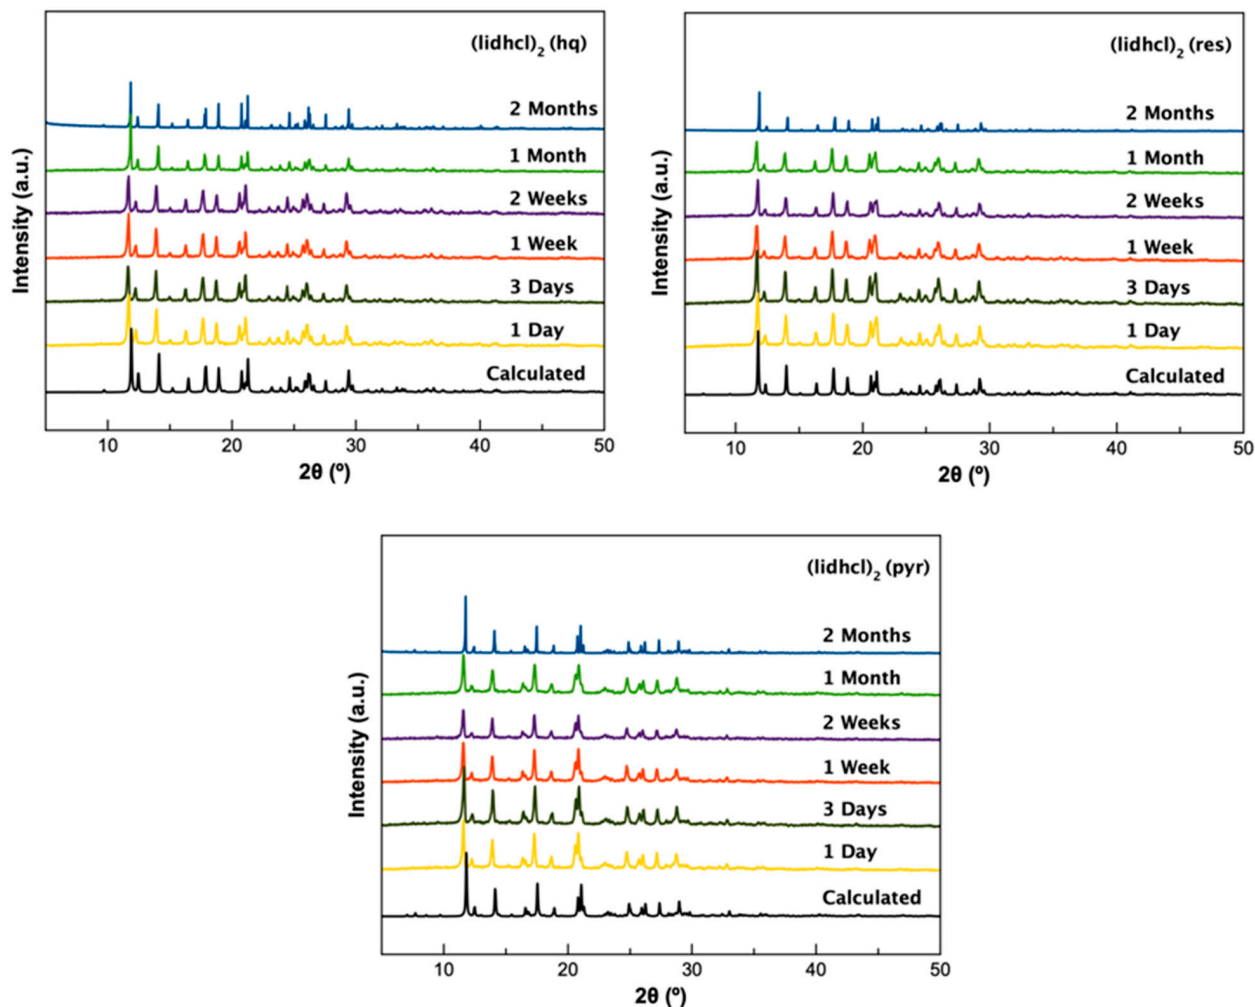 (lidhcl)2 (hq)
2 Months
1 Month
2 Weeks
1 Week
3 Days
1 Day
Calculated
Intensity (a.u.)
10 20 30 40 50
2θ (º)
(lidhcl)2 (res)
2 Months
1 Month
2 Weeks
1 Week
3 Days
1 Day
Calculated
Intensity (a.u.)
10 20 30 40 50
2θ (º)
(lidhcl)2 (pyr)
2 Months
1 Month
2 Weeks
1 Week
3 Days
1 Day
Calculated
Intensity (a.u.)
10 20 30 40 50
2θ (º)